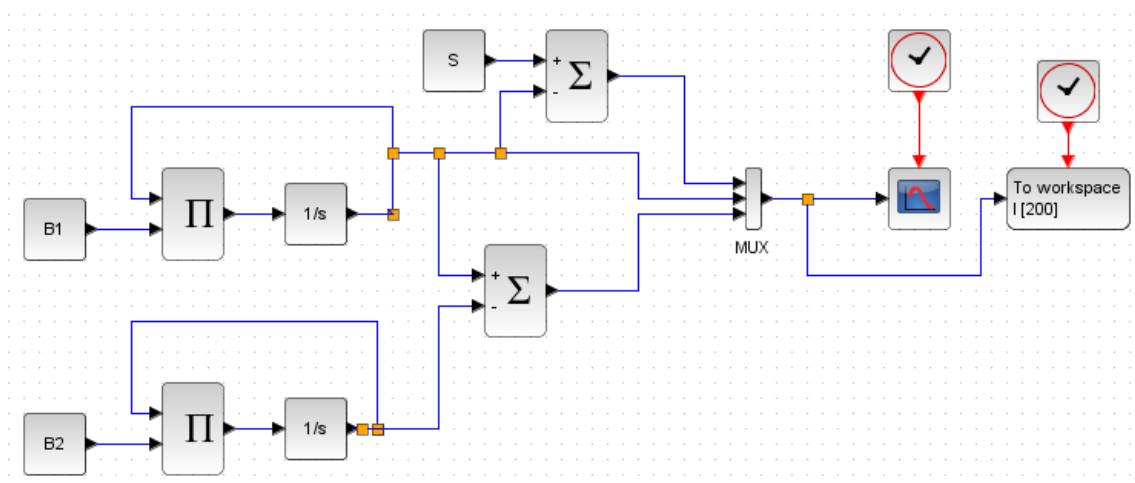 S
+
-
Σ
B1
Π
1/s
MUX
To workspace
I [200]
+
-
Σ
B2
Π
1/s